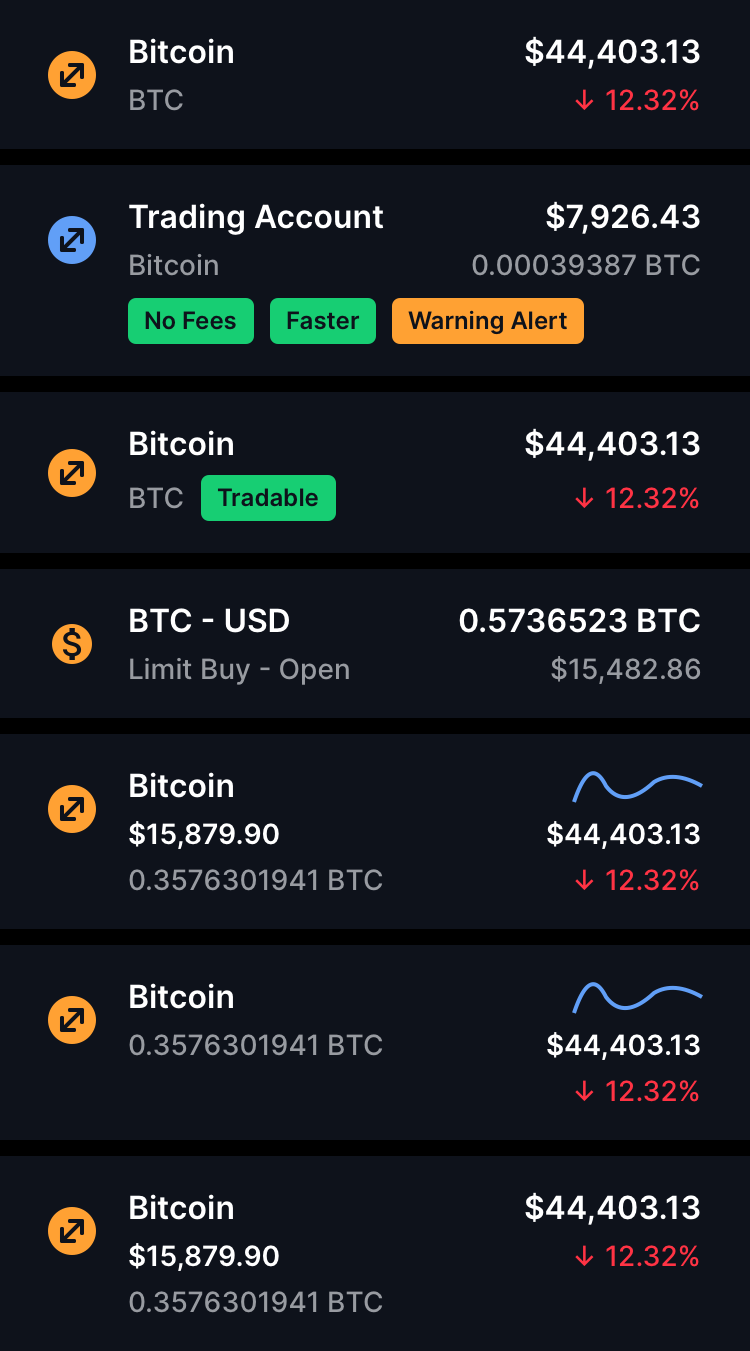 Bitcoin $44,403.13
BTC ↓ 12.32%
Trading Account $7,926.43
Bitcoin 0.00039387 BTC
No Fees Faster Warning Alert
Bitcoin $44,403.13
BTC Tradable ↓ 12.32%
BTC - USD 0.5736523 BTC
Limit Buy - Open $15,482.86
Bitcoin
$15,879.90 $44,403.13
0.3576301941 BTC ↓ 12.32%
Bitcoin
0.3576301941 BTC $44,403.13
↓ 12.32%
Bitcoin $44,403.13
$15,879.90 ↓ 12.32%
0.3576301941 BTC